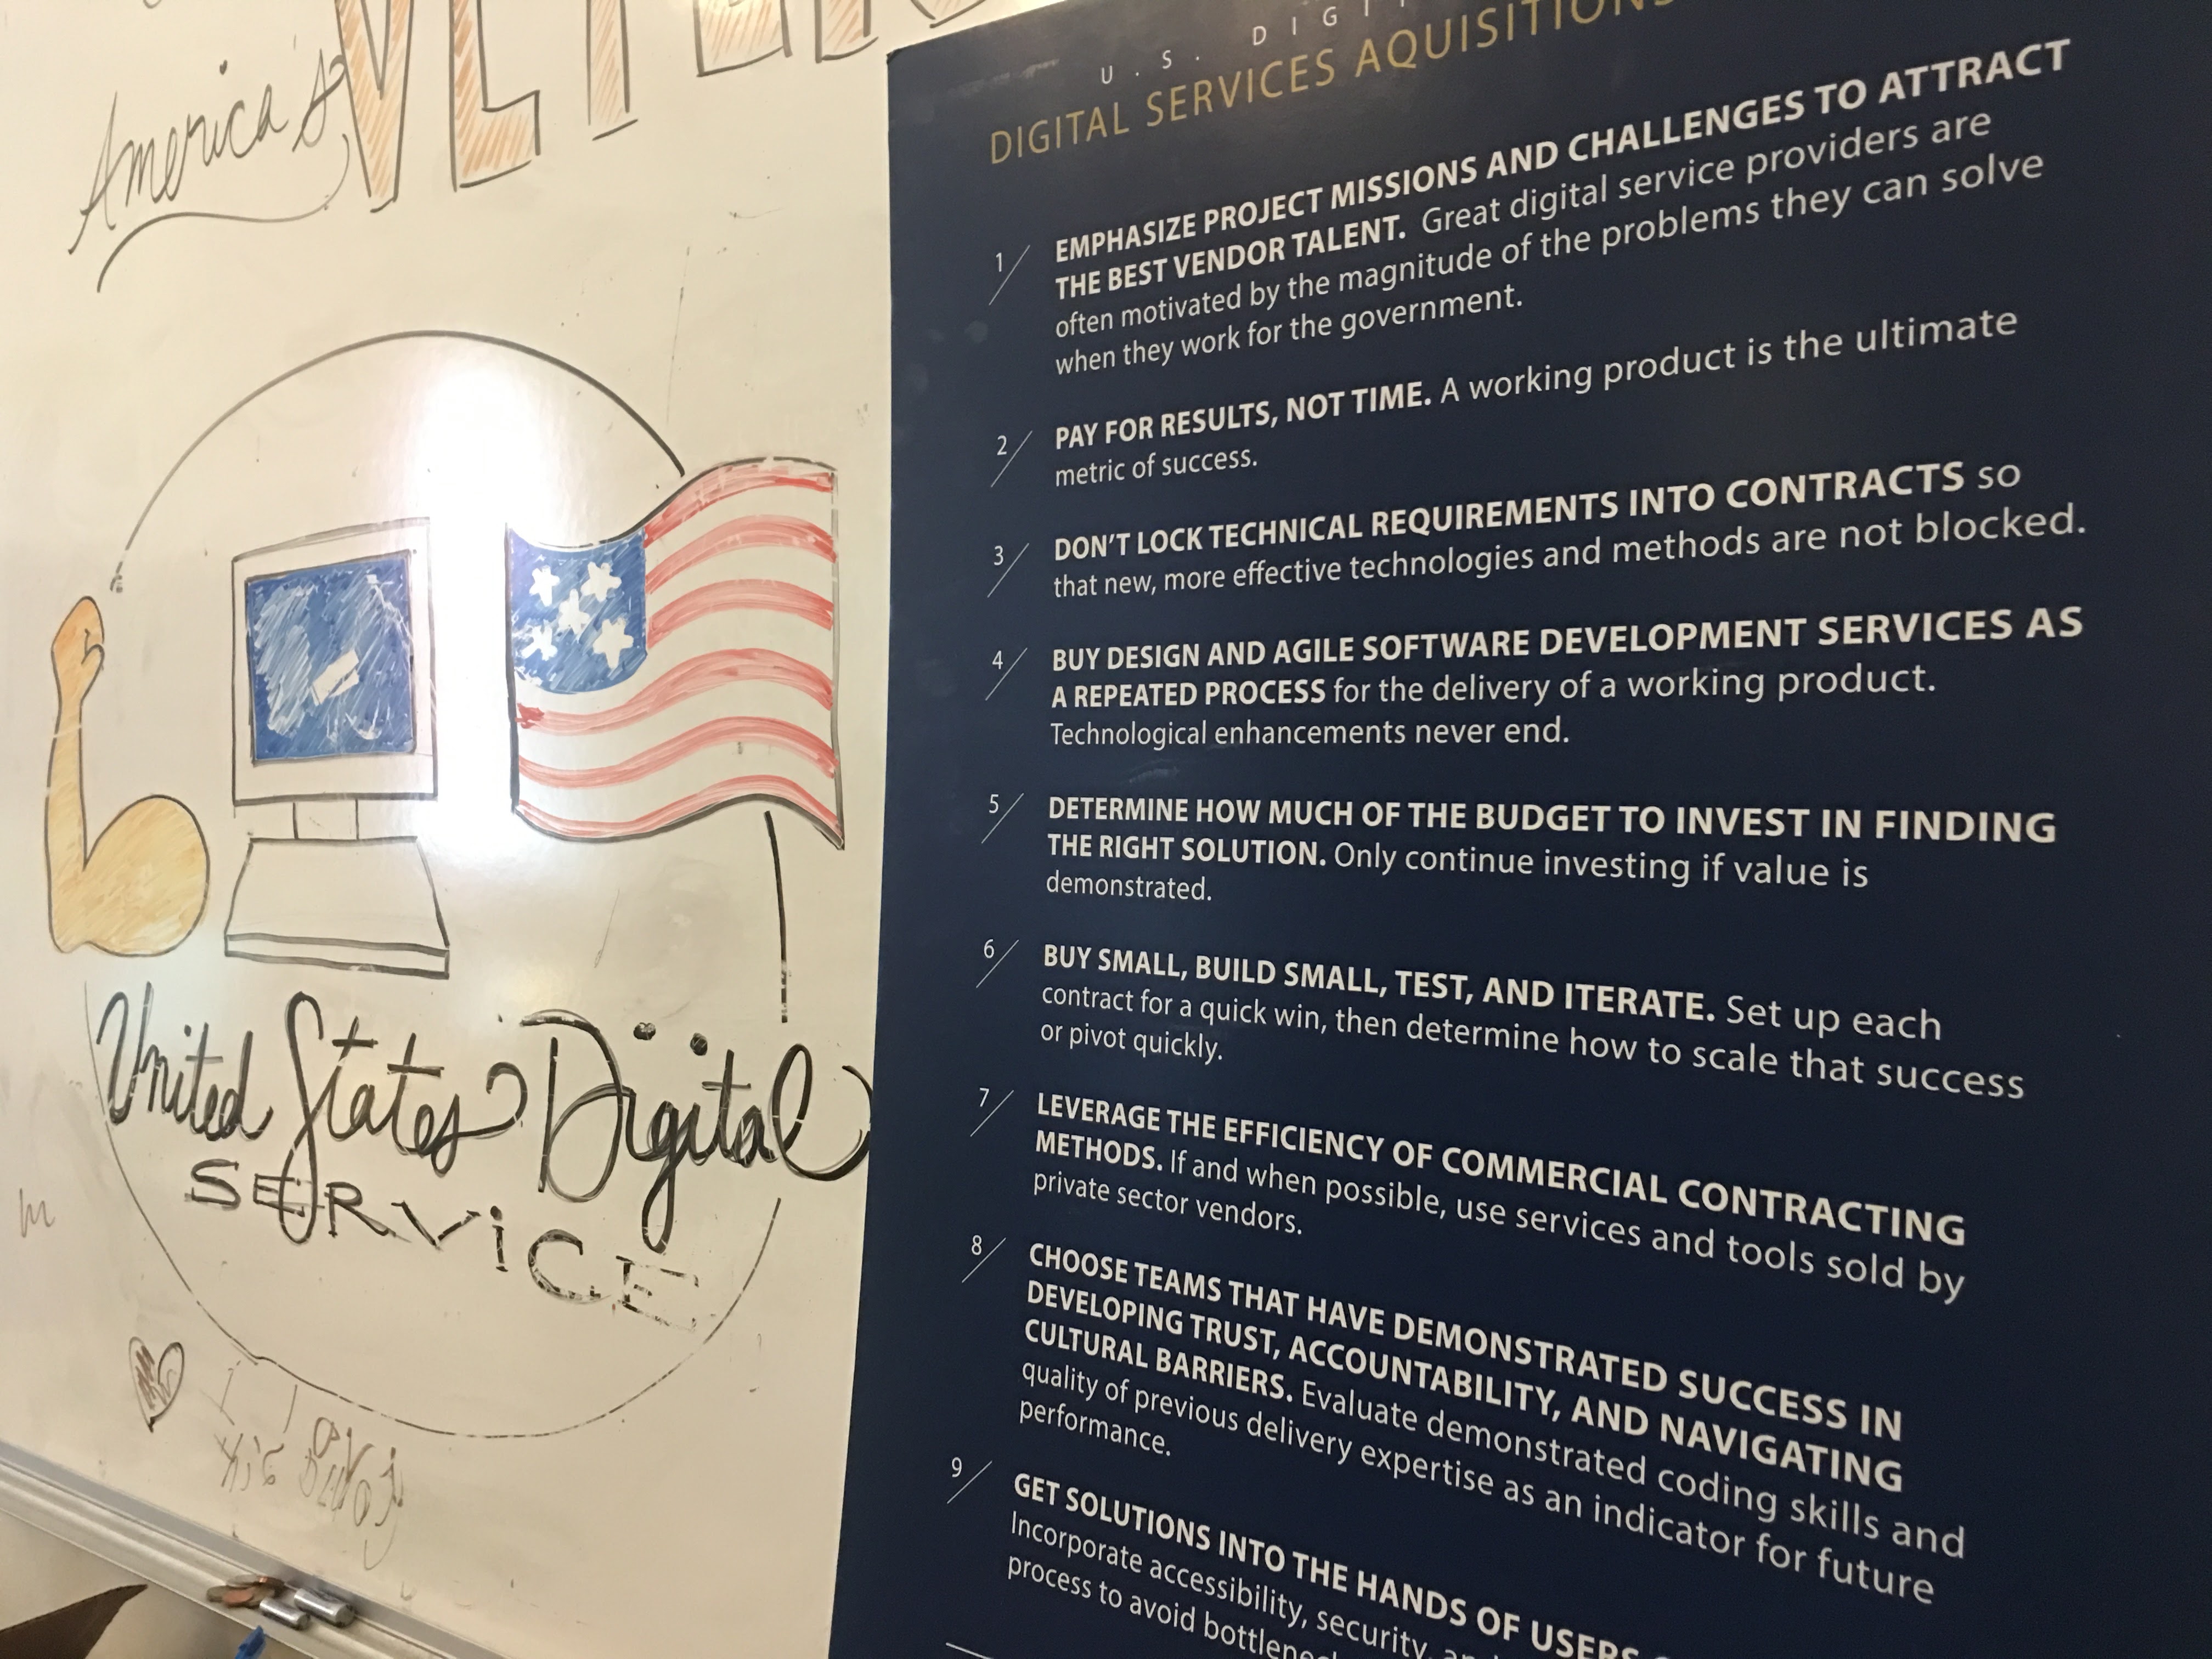 America's
United States Digital
SERViCE
U.S. DIGI
DIGITAL SERVICES AQUISITION
1/ EMPHASIZE PROJECT MISSIONS AND CHALLENGES TO ATTRACT
THE BEST VENDOR TALENT. Great digital service providers are
often motivated by the magnitude of the problems they can solve
when they work for the government.
2/ PAY FOR RESULTS, NOT TIME. A working product is the ultimate
metric of success.
3/ DON'T LOCK TECHNICAL REQUIREMENTS INTO CONTRACTS so
that new, more effective technologies and methods are not blocked.
4/ BUY DESIGN AND AGILE SOFTWARE DEVELOPMENT SERVICES AS
A REPEATED PROCESS for the delivery of a working product.
Technological enhancements never end.
5/ DETERMINE HOW MUCH OF THE BUDGET TO INVEST IN FINDING
THE RIGHT SOLUTION. Only continue investing if value is
demonstrated.
6/ BUY SMALL, BUILD SMALL, TEST, AND ITERATE. Set up each
contract for a quick win, then determine how to scale that success
or pivot quickly.
7/ LEVERAGE THE EFFICIENCY OF COMMERCIAL CONTRACTING
METHODS. If and when possible, use services and tools sold by
private sector vendors.
8/ CHOOSE TEAMS THAT HAVE DEMONSTRATED SUCCESS IN
DEVELOPING TRUST, ACCOUNTABILITY, AND NAVIGATING
CULTURAL BARRIERS. Evaluate demonstrated coding skills and
quality of previous delivery expertise as an indicator for future
performance.
9/ GET SOLUTIONS INTO THE HANDS OF USERS
Incorporate accessibility, security,
process to avoid